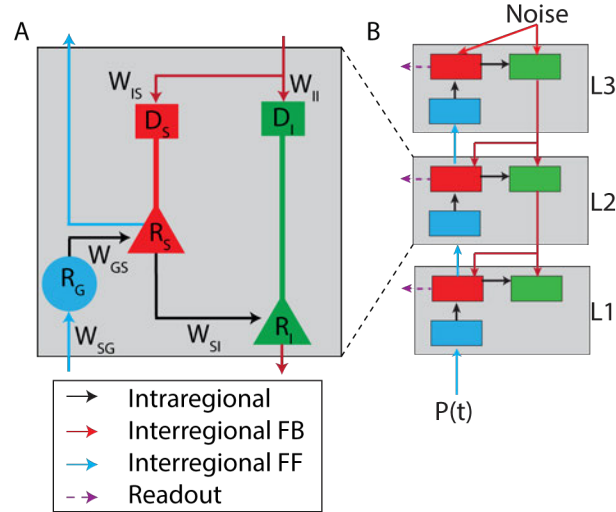 A
B
Noise
W_IS
W_II
D_S
D_I
R_S
R_G
W_GS
W_SI
R_I
W_SG
L3
L2
L1
P(t)
Intraregional
Interregional FB
Interregional FF
Readout